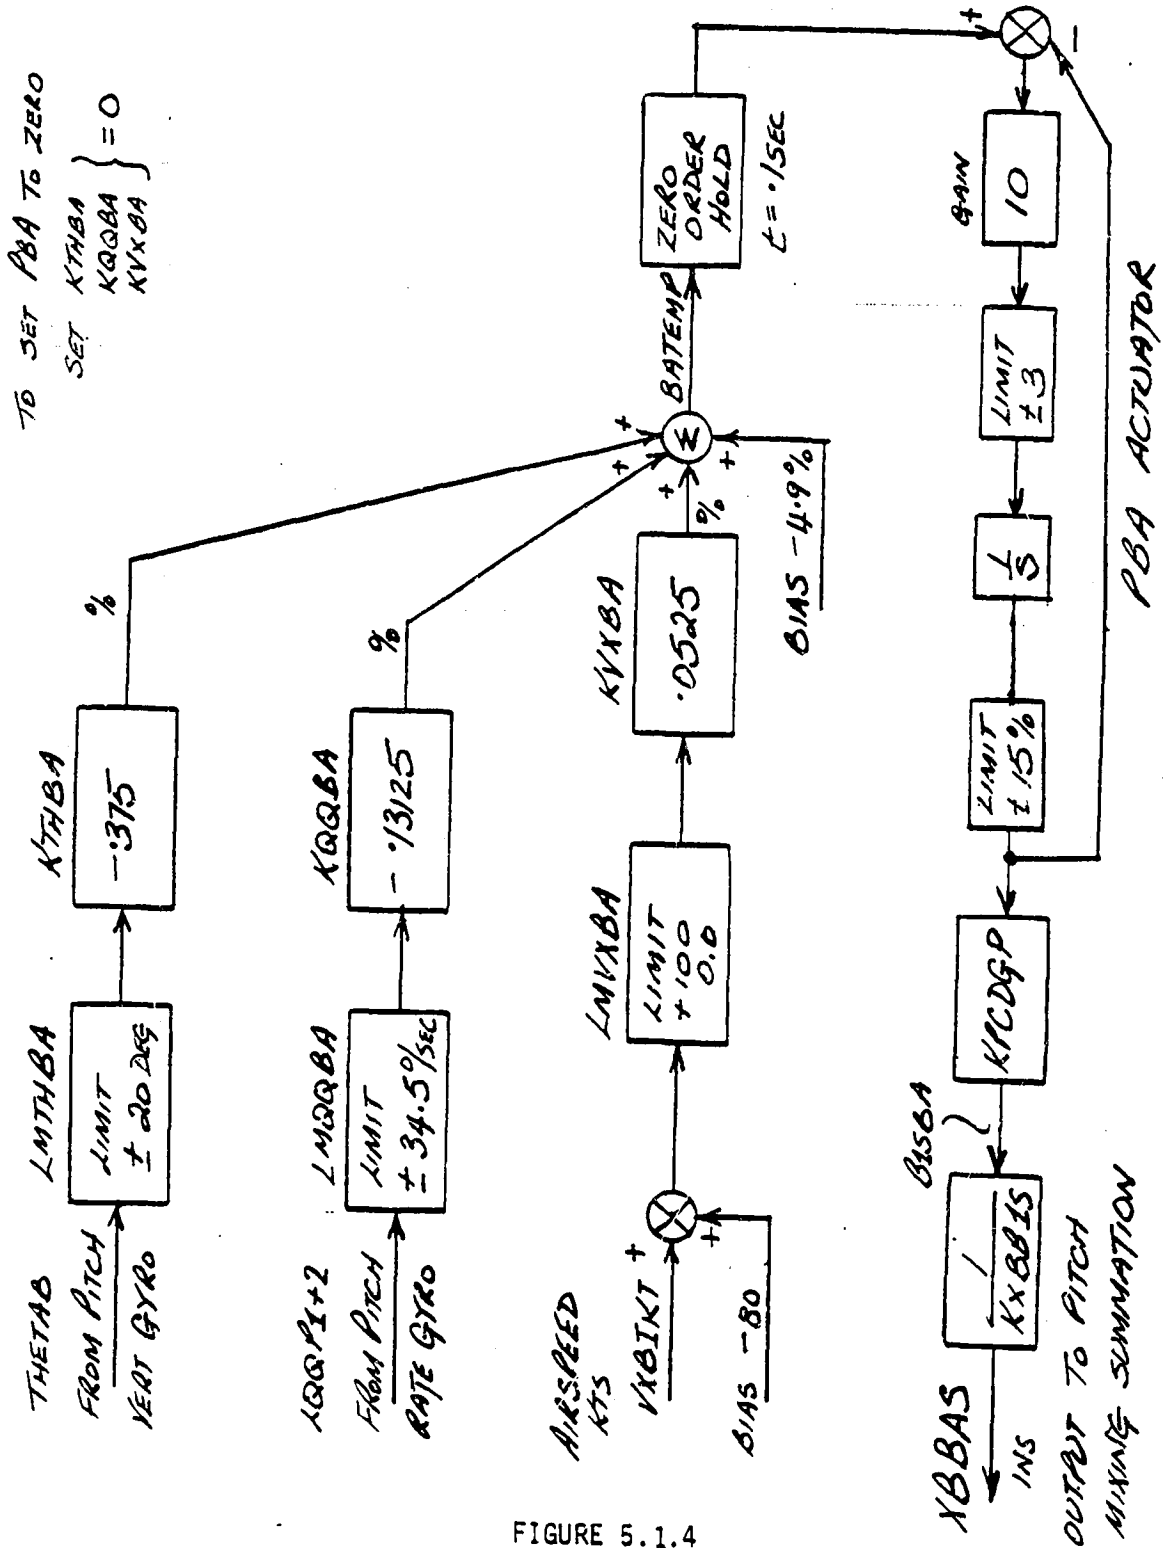 TO SET PBA TO ZERO
SET KTHBA
KQQBA
KVXBA
} = 0
THETAB
FROM PITCH
VERT GYRO
LMTHBA
LIMIT
± 20 DEG
KTHBA
-.375
%
LQQP1+2
FROM PITCH
RATE GYRO
LMQQBA
LIMIT
± 34.5°/SEC
KQQBA
-.13125
%
AIRSPEED
KTS
VXBIKT
+
+
BIAS -80
LMVXBA
LIMIT
+100
0.0
KVXBA
.0525
%
+
+
+
+
Σ
BIAS -4.9%
BATEMP
ZERO
ORDER
HOLD
t=.1SEC
+
-
GAIN
10
LIMIT
±.3
1
S
LIMIT
± 15%
PBA ACTUATOR
KPCDGP
B1SBA
1
KXBB1S
XBBAS
INS
OUTPUT TO PITCH
MIXING SUMMATION
FIGURE 5.1.4